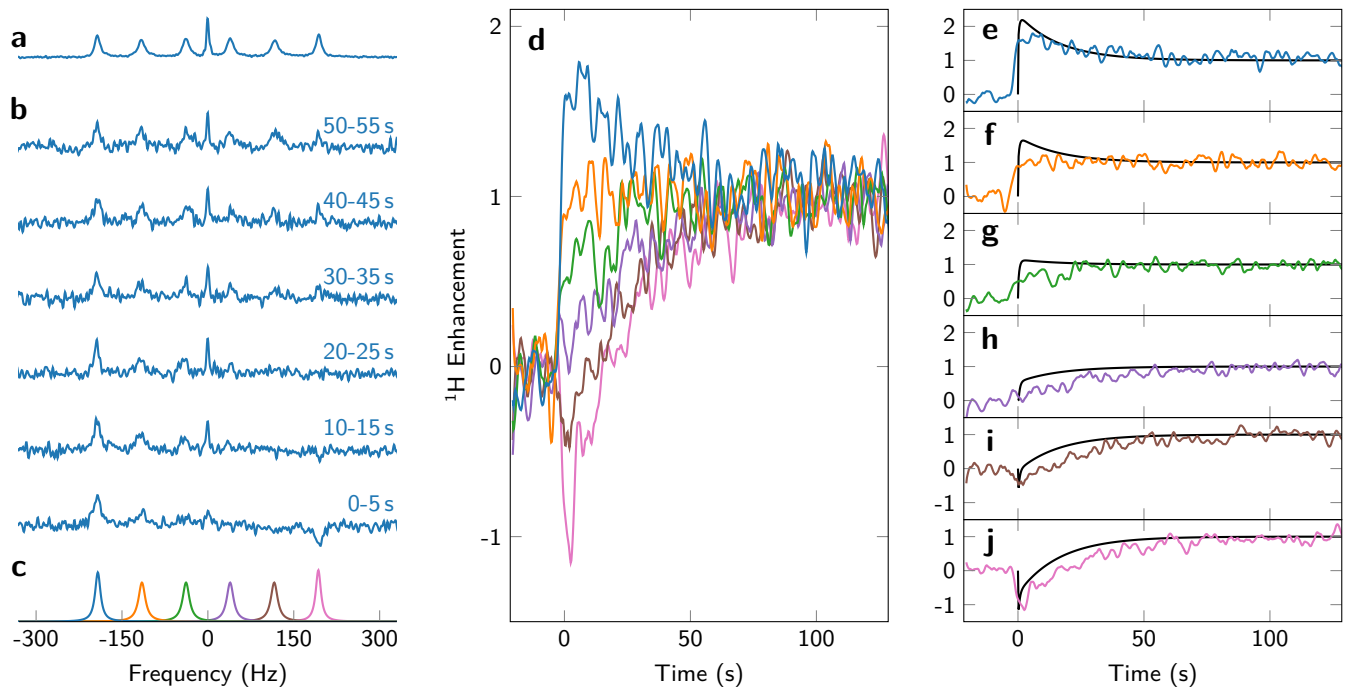 a
b
50–55 s
40–45 s
30–35 s
20–25 s
10–15 s
0–5 s
c
-300 -150 0 150 300
Frequency (Hz)
d
2
1
0
-1
¹H Enhancement
0 50 100
Time (s)
e
2
1
0
f
2
1
0
g
2
1
0
h
2
1
0
i
1
0
-1
j
1
0
-1
0 50 100
Time (s)